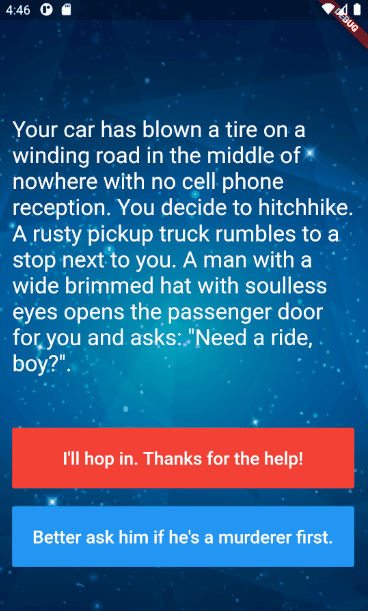 4:46
DEBUG
Your car has blown a tire on a
winding road in the middle of
nowhere with no cell phone
reception. You decide to hitchhike.
A rusty pickup truck rumbles to a
stop next to you. A man with a
wide brimmed hat with soulless
eyes opens the passenger door
for you and asks: "Need a ride,
boy?".
I'll hop in. Thanks for the help!
Better ask him if he's a murderer first.